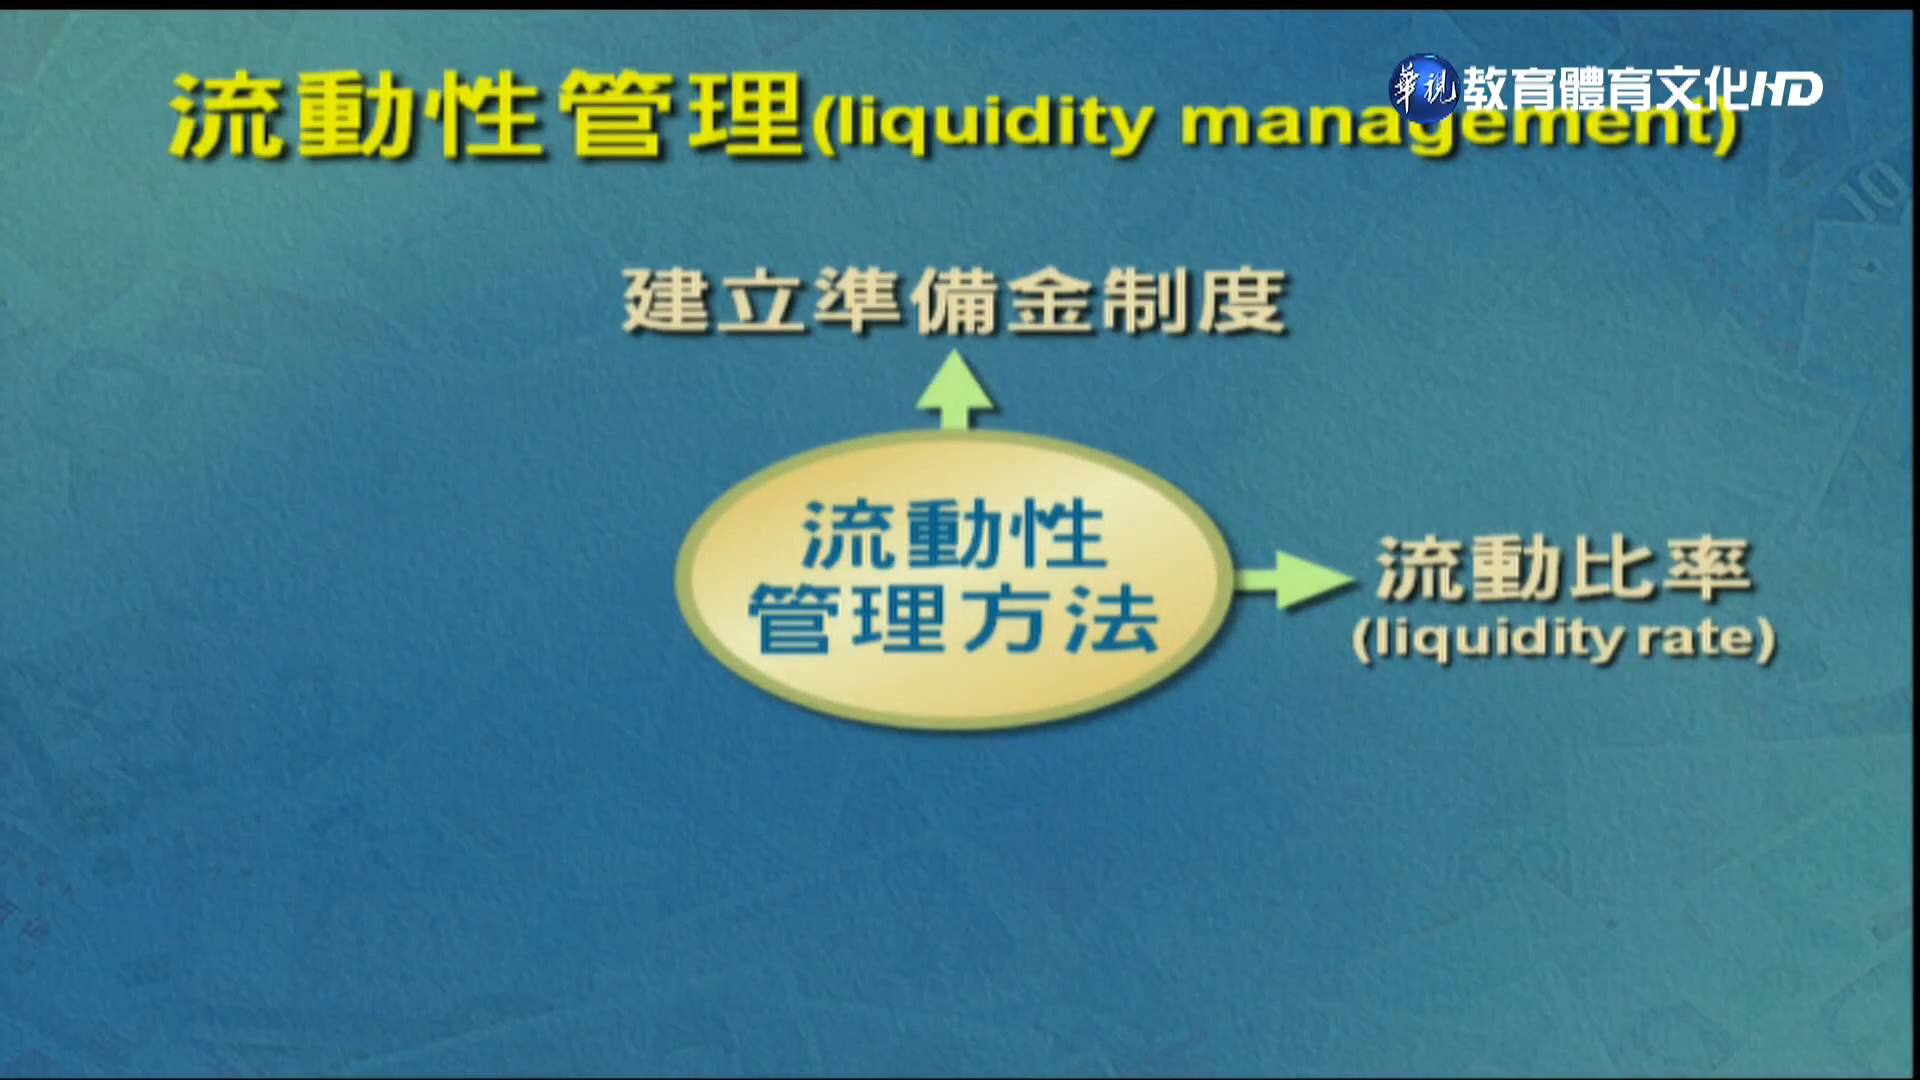 流動性管理(liquidity management)
華視 教育體育文化HD
建立準備金制度
流動性
管理方法
流動比率
(liquidity rate)